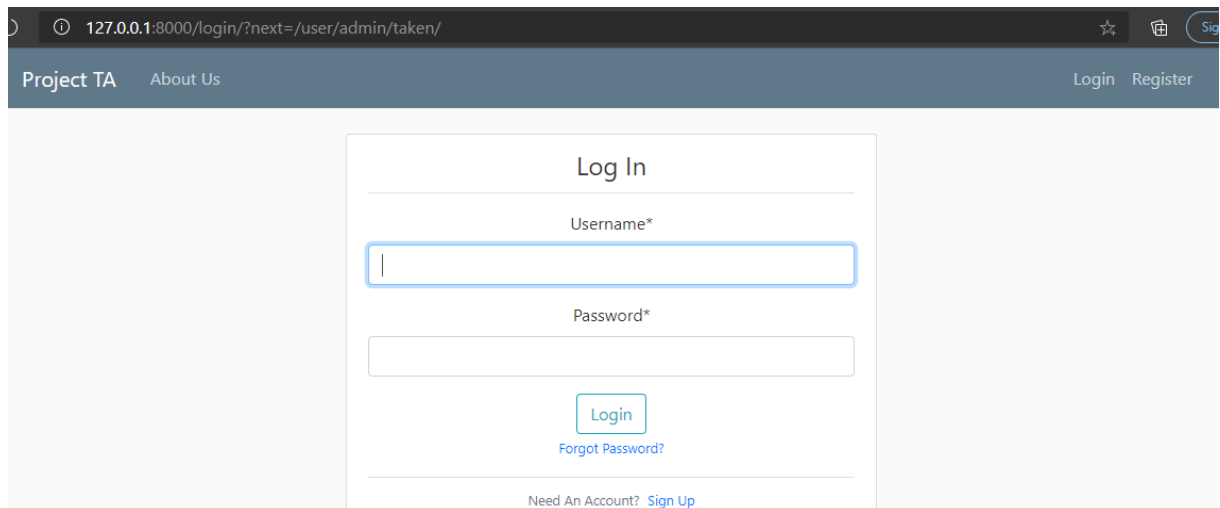 127.0.0.1:8000/login/?next=/user/admin/taken/
Project TA About Us Login Register
Log In
Username*
Password*
Login
Forgot Password?
Need An Account? Sign Up